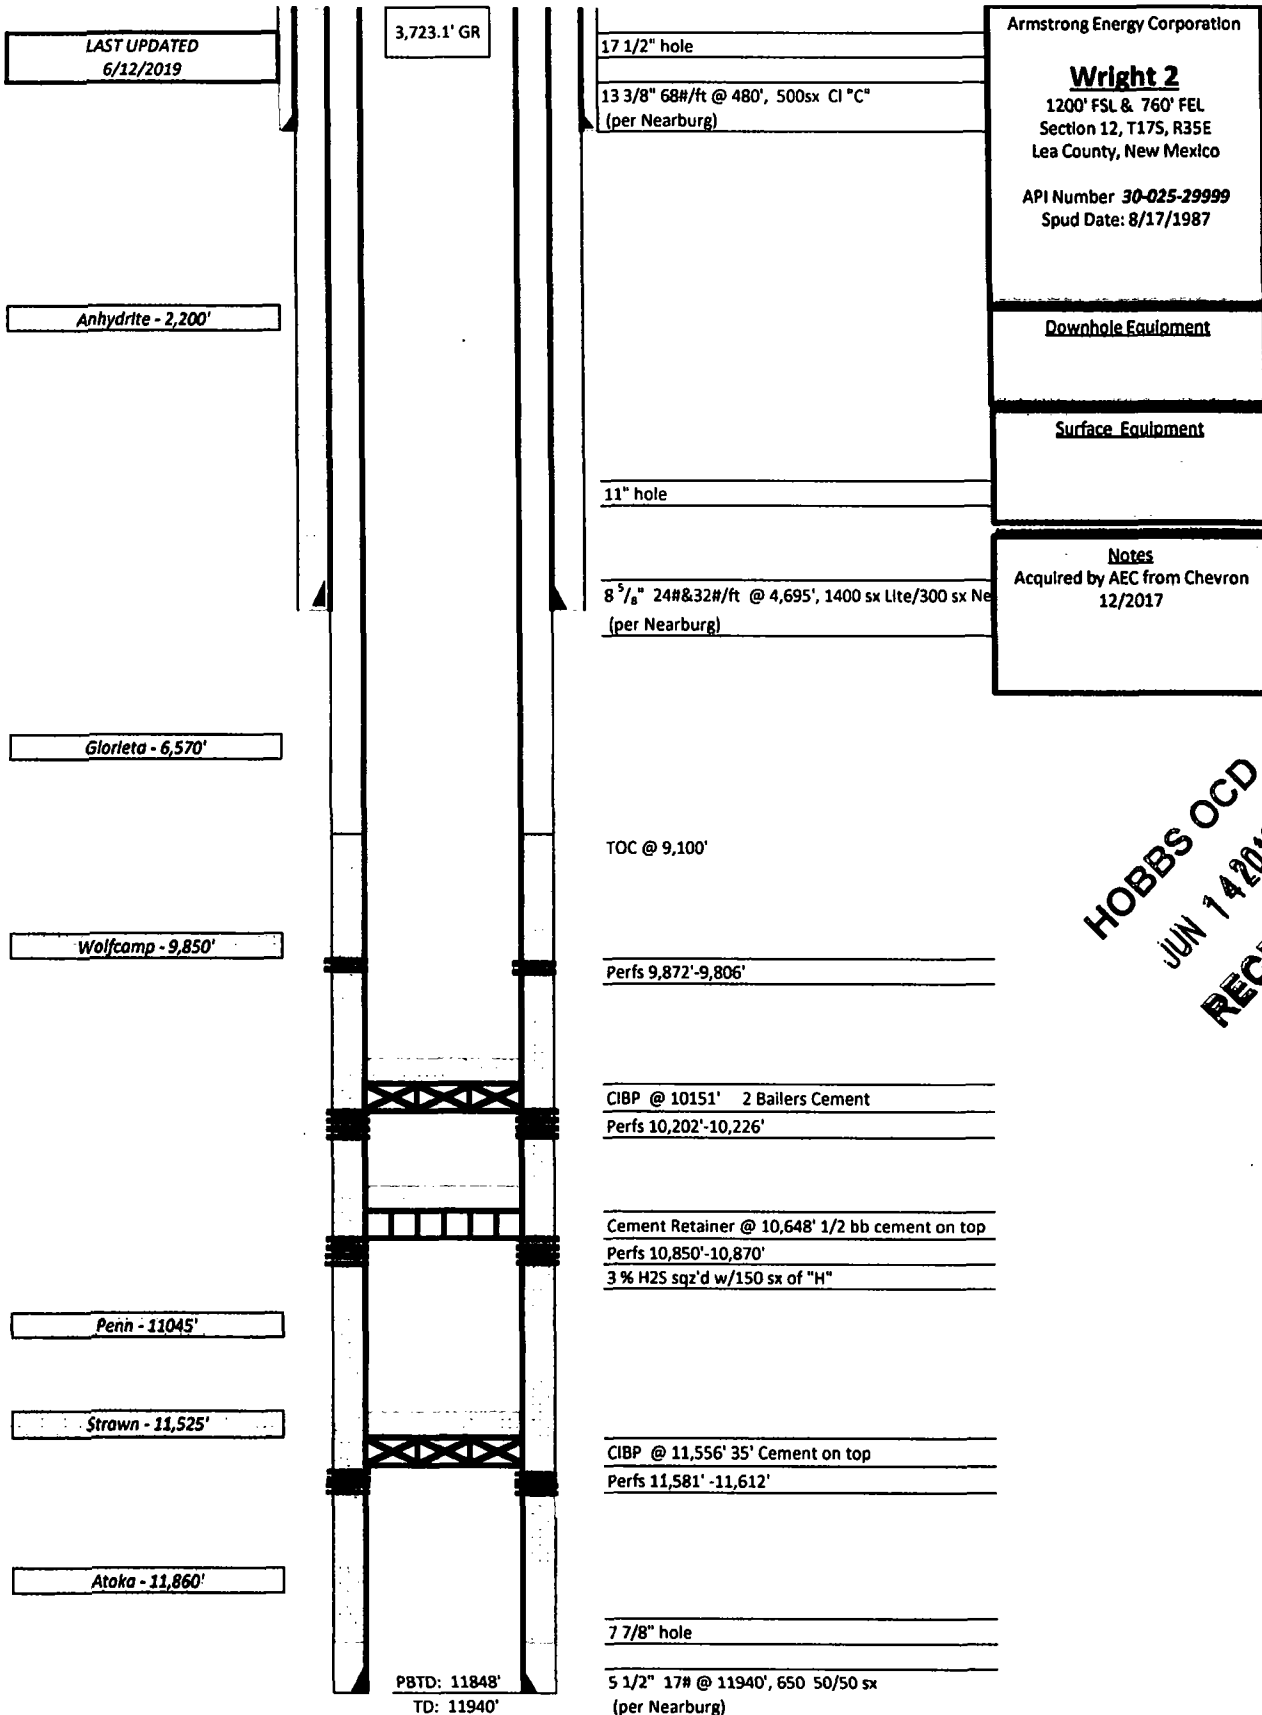 LAST UPDATED
6/12/2019
3,723.1' GR
17 1/2" hole
13 3/8" 68#/ft @ 480', 500sx Cl "C"
(per Nearburg)
Armstrong Energy Corporation
Wright 2
1200' FSL & 760' FEL
Section 12, T17S, R35E
Lea County, New Mexico
API Number 30-025-29999
Spud Date: 8/17/1987
Anhydrite - 2,200'
Downhole Equipment
Surface Equipment
11" hole
Notes
Acquired by AEC from Chevron
12/2017
8 5/8" 24#&32#/ft @ 4,695', 1400 sx Lite/300 sx Ne
(per Nearburg)
Glorieta - 6,570'
HOBBS OCD
JUN 14 201
REC
TOC @ 9,100'
Wolfcamp - 9,850'
Perfs 9,872'-9,806'
CIBP @ 10151' 2 Bailers Cement
Perfs 10,202'-10,226'
Cement Retainer @ 10,648' 1/2 bb cement on top
Perfs 10,850'-10,870'
3 % H2S sqz'd w/150 sx of "H"
Penn - 11045'
Strawn - 11,525'
CIBP @ 11,556' 35' Cement on top
Perfs 11,581' -11,612'
Atoka - 11,860'
7 7/8" hole
PBTD: 11848'
TD: 11940'
5 1/2" 17# @ 11940', 650 50/50 sx
(per Nearburg)